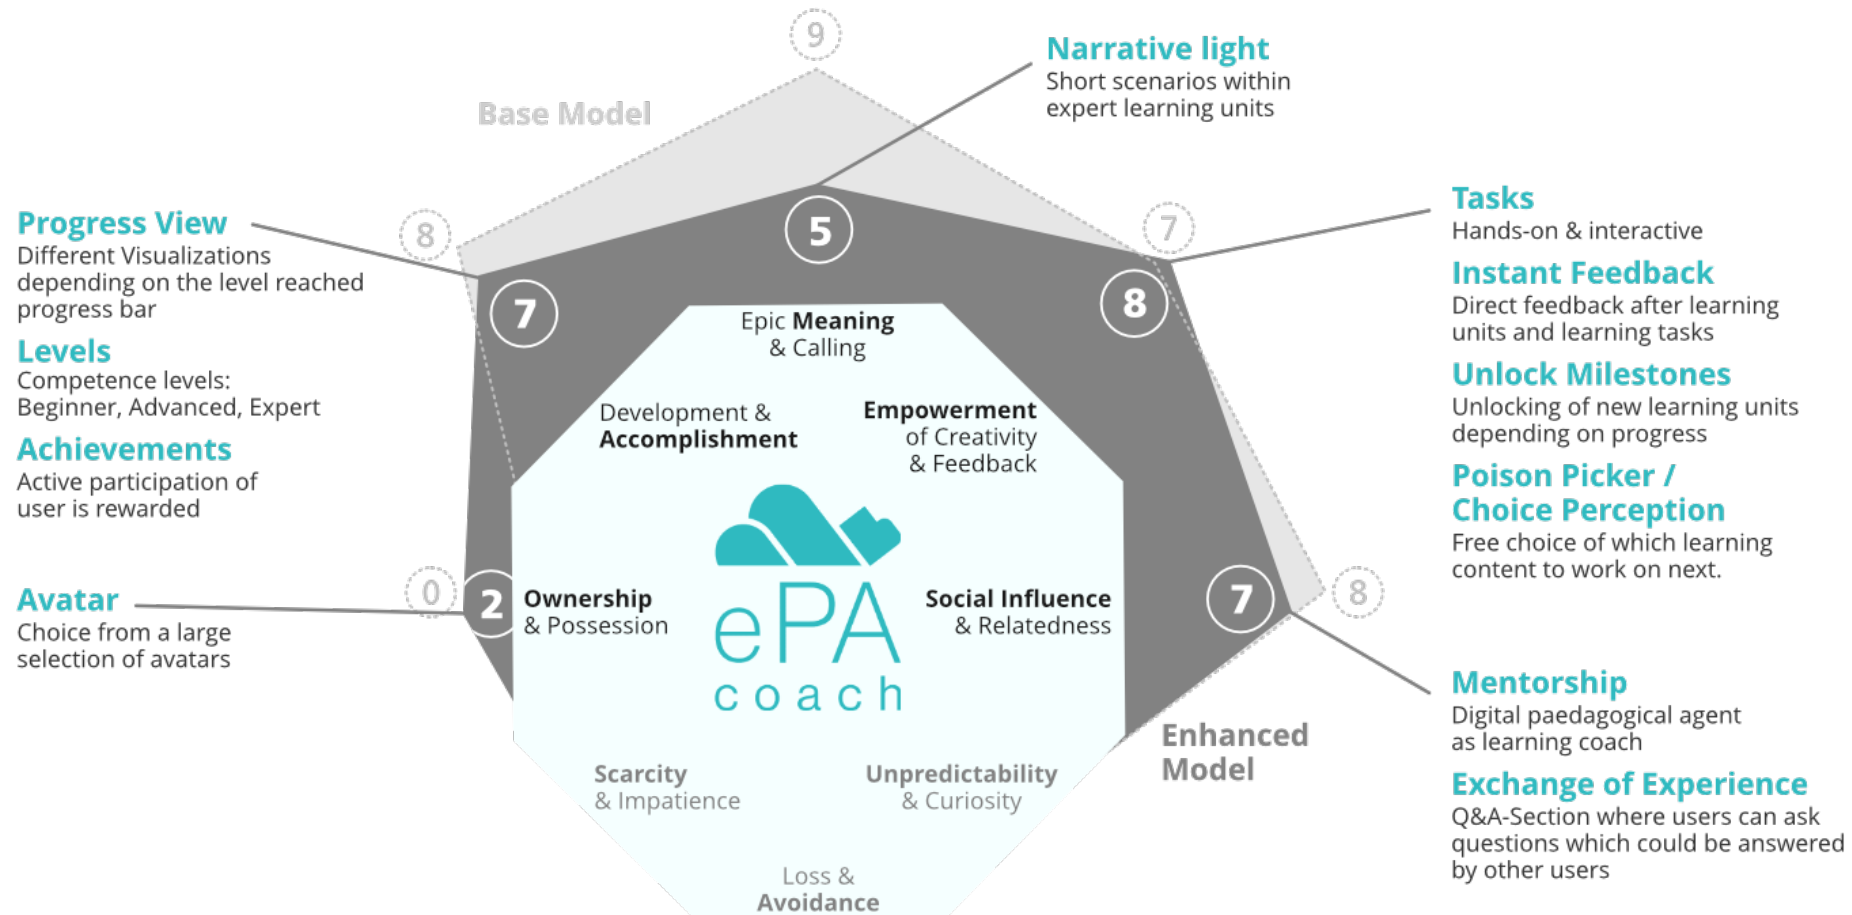 9
Base Model
Narrative light
Short scenarios within
expert learning units
Progress View
Different Visualizations
depending on the level reached
progress bar
Levels
Competence levels:
Beginner, Advanced, Expert
Achievements
Active participation of
user is rewarded
Avatar
Choice from a large
selection of avatars
8
7
5
7
8
0
2
7
8
Epic Meaning
& Calling
Development &
Accomplishment
Empowerment
of Creativity
& Feedback
Ownership
& Possession
Social Influence
& Relatedness
ePA
coach
Scarcity
& Impatience
Unpredictability
& Curiosity
Loss &
Avoidance
Enhanced
Model
Tasks
Hands-on & interactive
Instant Feedback
Direct feedback after learning
units and learning tasks
Unlock Milestones
Unlocking of new learning units
depending on progress
Poison Picker /
Choice Perception
Free choice of which learning
content to work on next.
Mentorship
Digital paedagogical agent
as learning coach
Exchange of Experience
Q&A-Section where users can ask
questions which could be answered
by other users